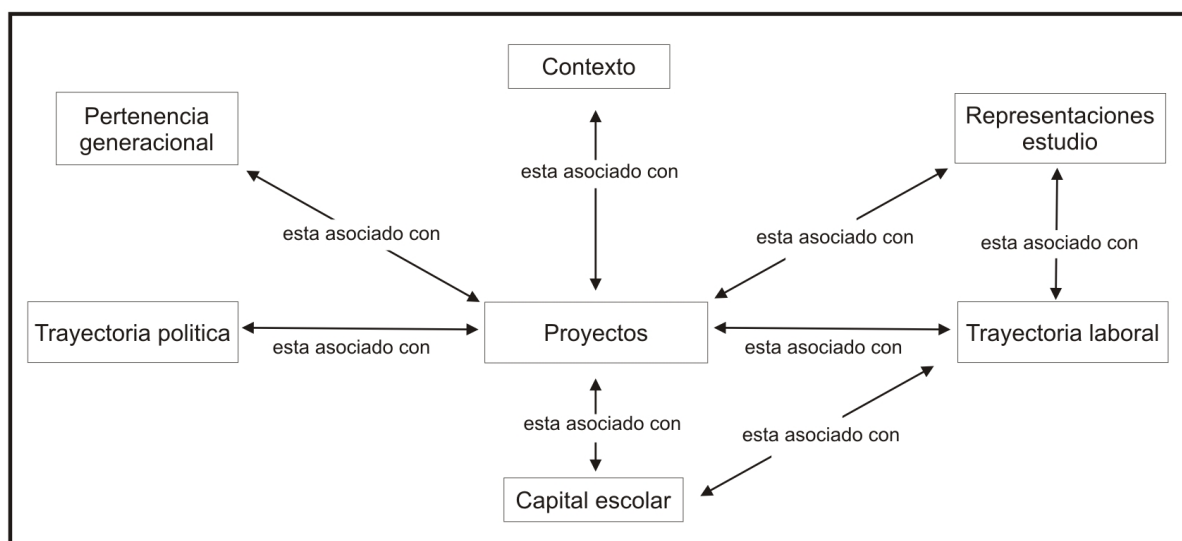 Contexto
Pertenencia
generacional
Representaciones
estudio
esta asociado con
esta asociado con
esta asociado con
esta asociado con
Trayectoria politica
esta asociado con
Proyectos
esta asociado con
Trayectoria laboral
esta asociado con
esta asociado con
Capital escolar